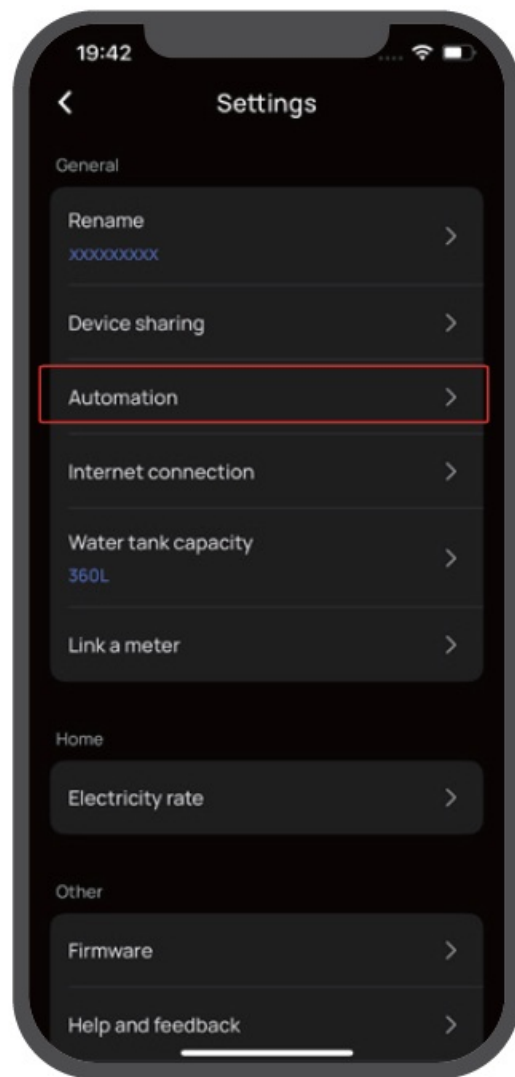 19:42
Settings
General
Rename
xxxxxxxxx
Device sharing
Automation
Internet connection
Water tank capacity
360L
Link a meter
Home
Electricity rate
Other
Firmware
Help and feedback